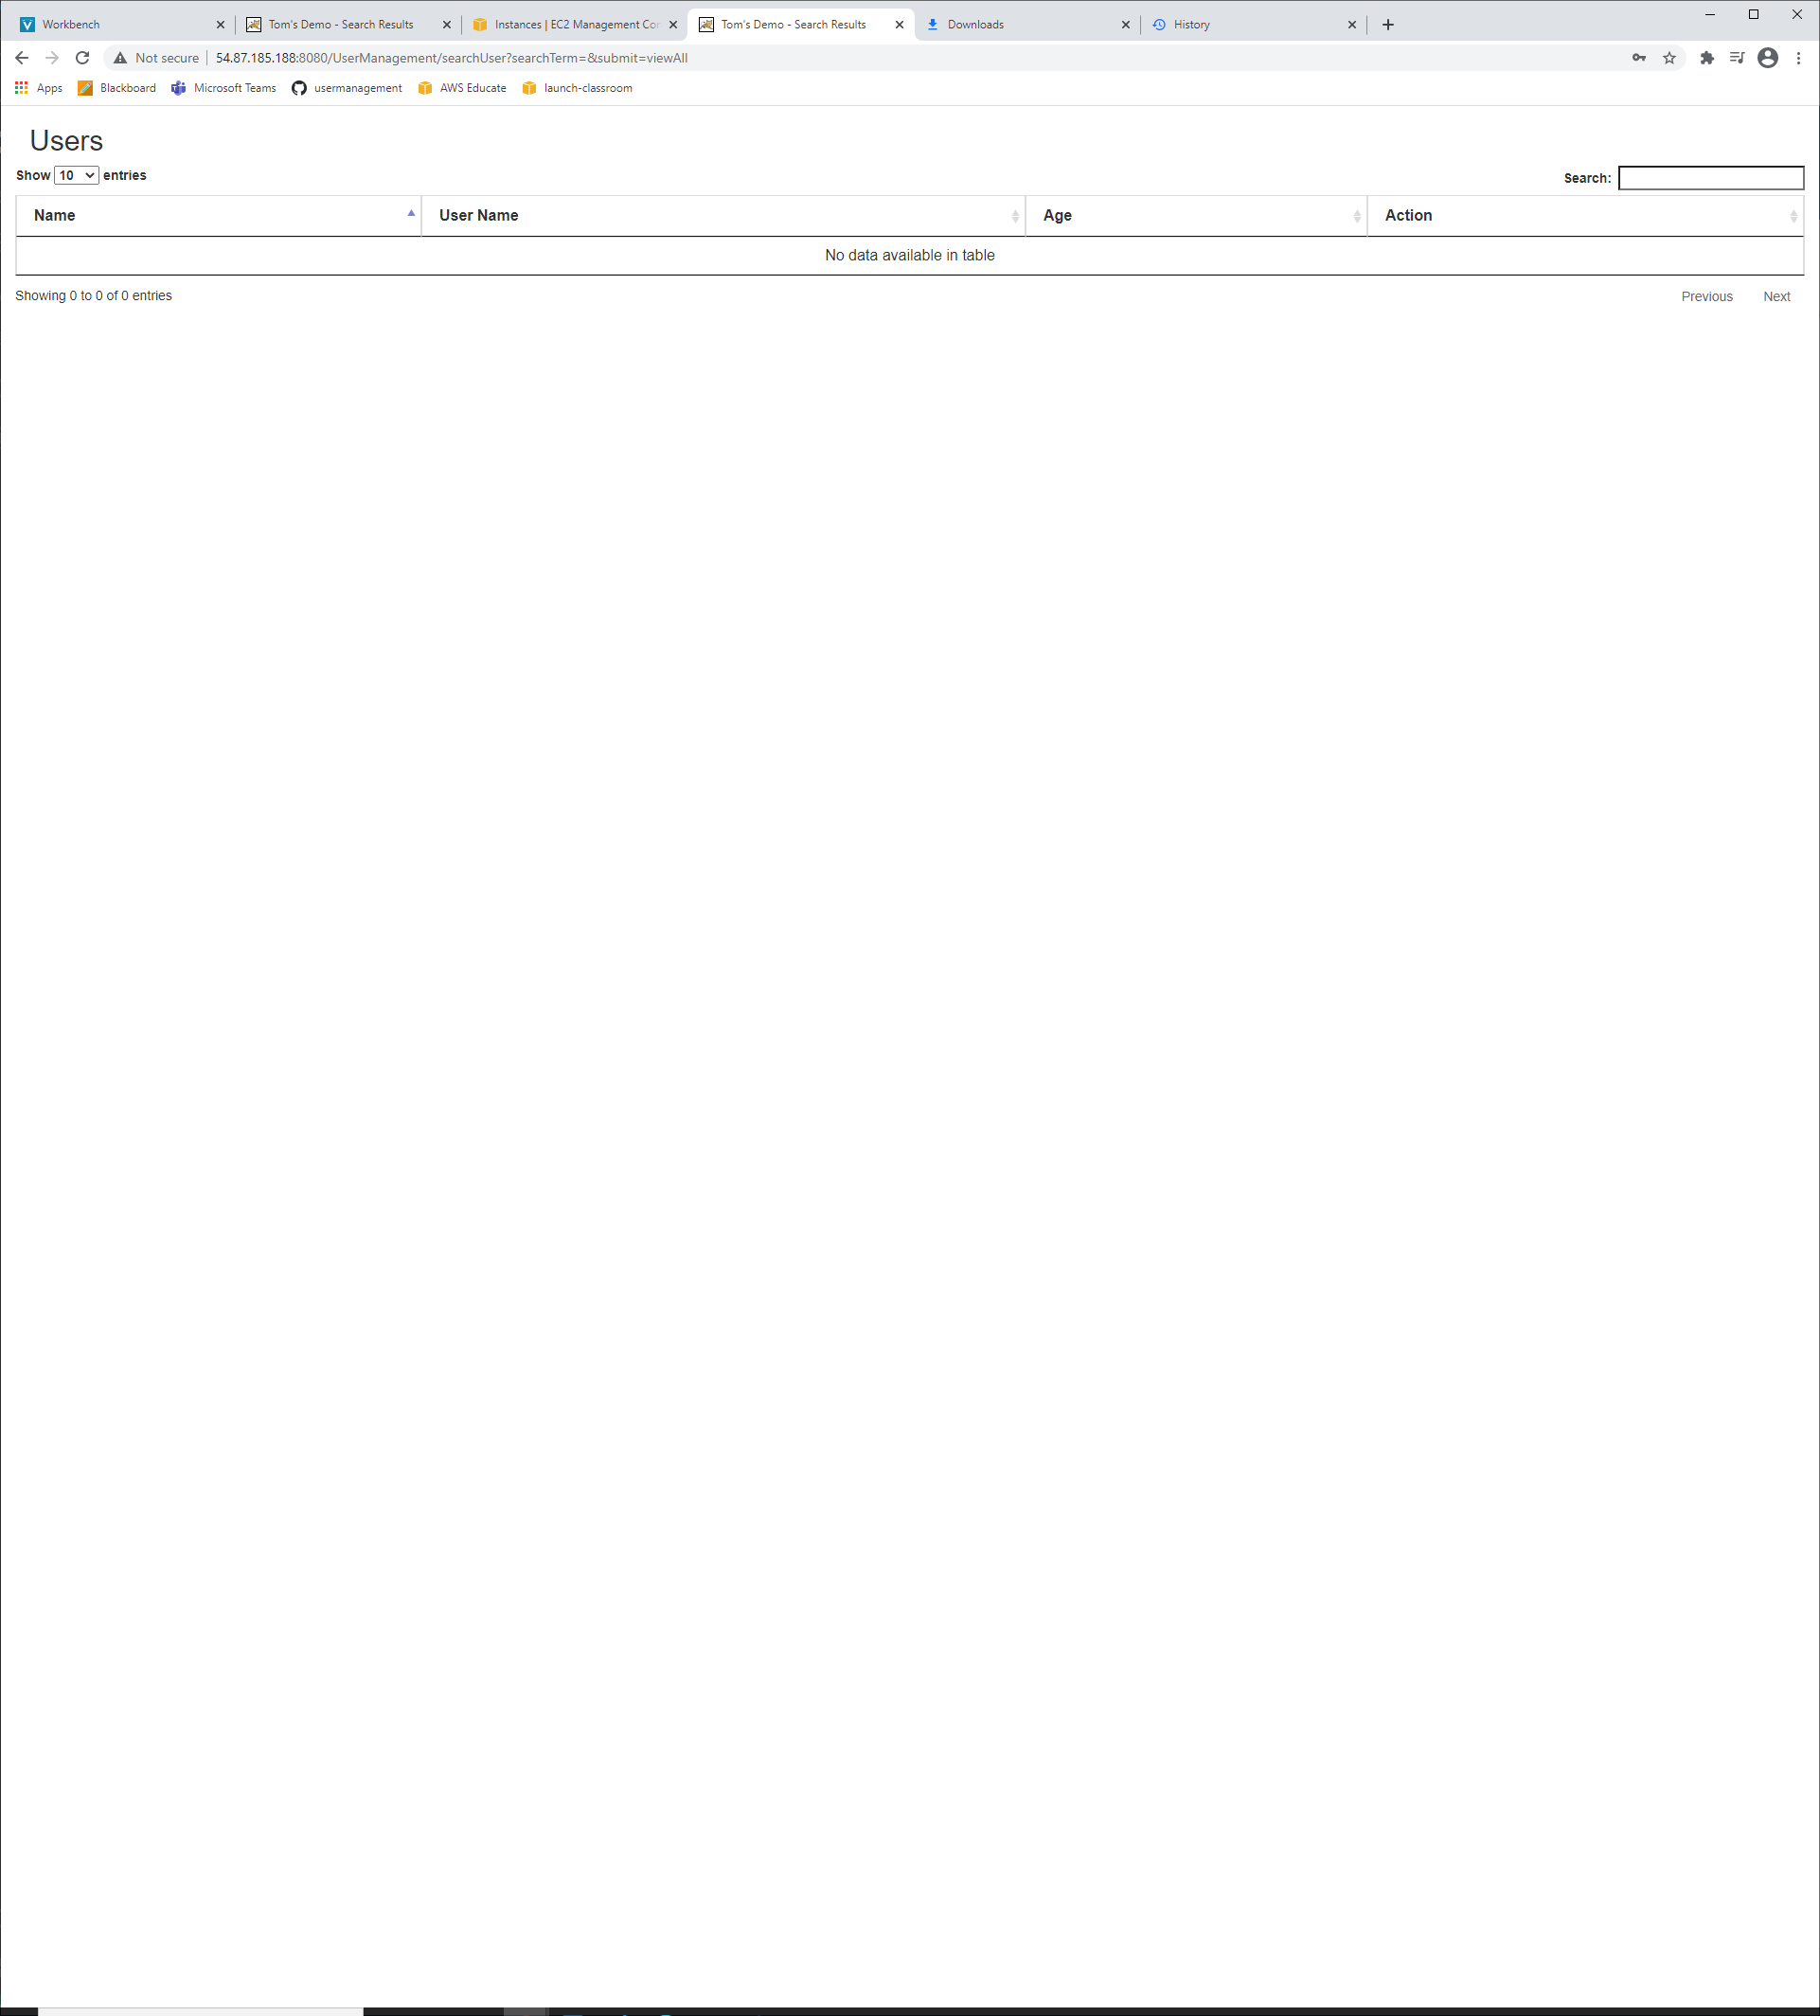 Workbench
Tom's Demo - Search Results
Instances | EC2 Management Con
Tom's Demo - Search Results
Downloads
History
Not secure
54.87.185.188:8080/UserManagement/searchUser?searchTerm=&submit=viewAll
Apps
Blackboard
Microsoft Teams
usermanagement
AWS Educate
launch-classroom
Users
Show 10 entries
Search:
Name
User Name
Age
Action
No data available in table
Showing 0 to 0 of 0 entries
Previous
Next